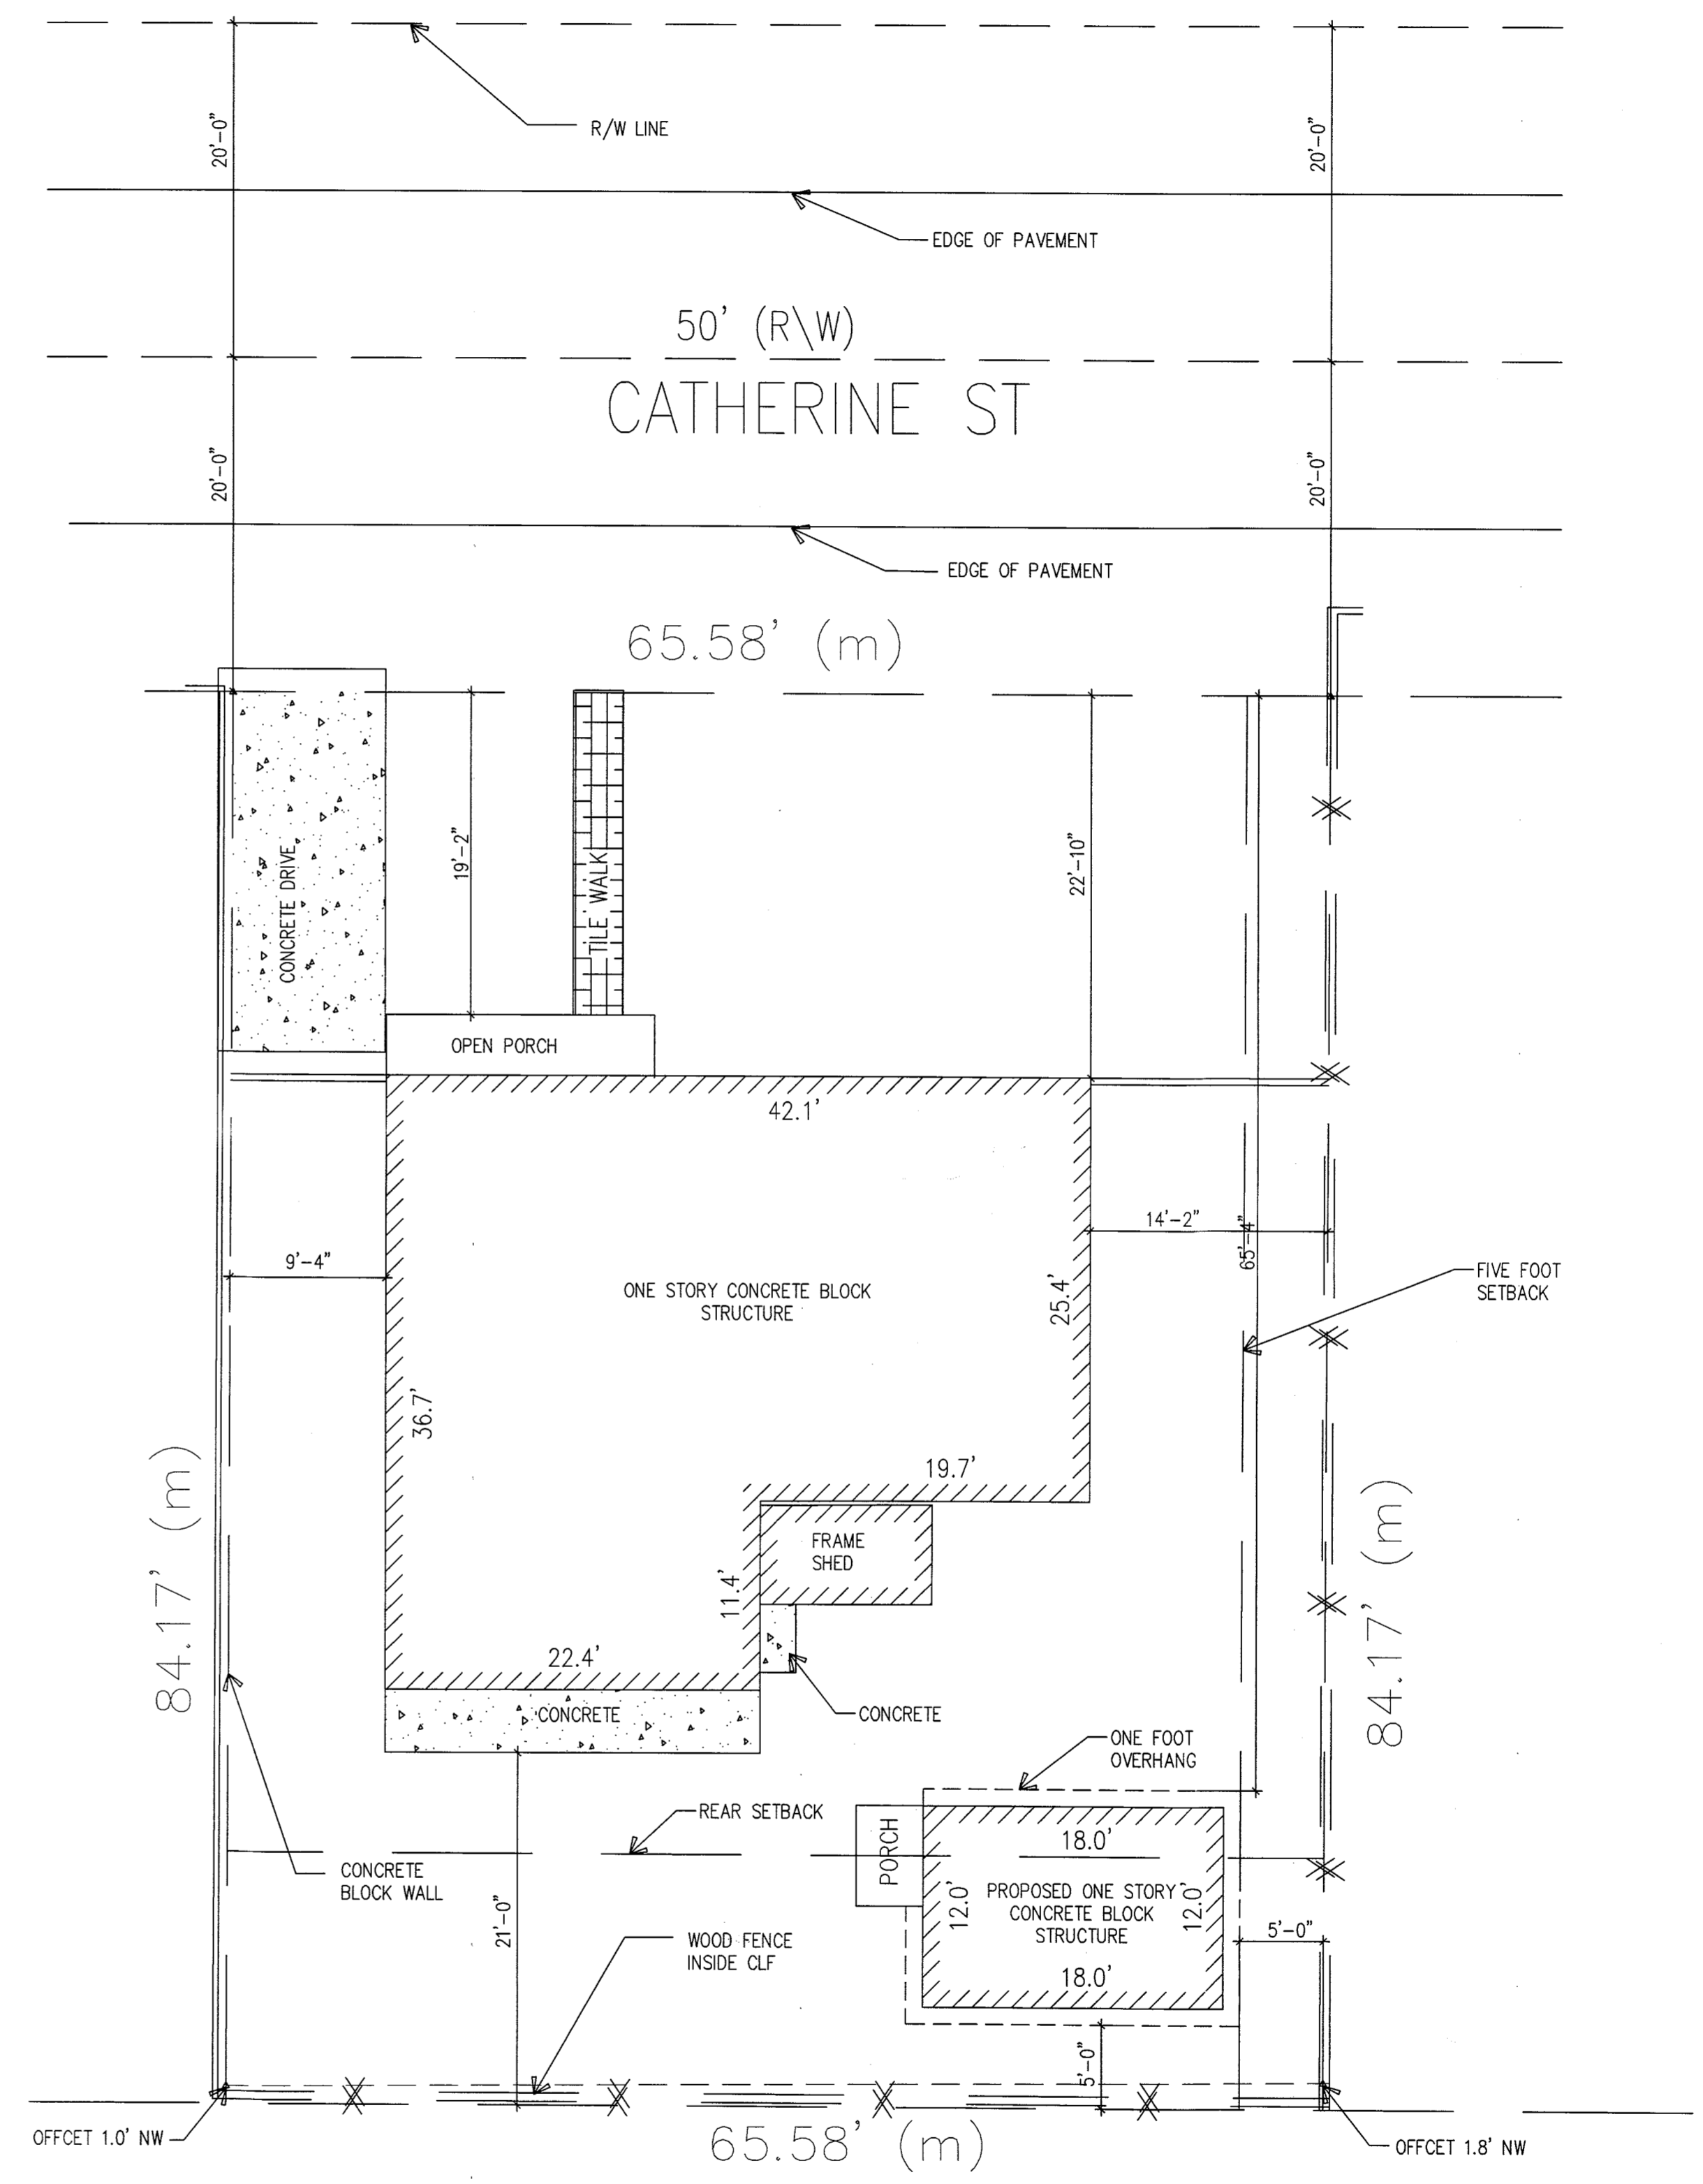 20'-0"
20'-0"
R/W LINE
EDGE OF PAVEMENT
50' (R\W)
CATHERINE ST
20'-0"
20'-0"
EDGE OF PAVEMENT
65.58' (m)
CONCRETE DRIVE
19'-2"
TILE WALK
22'-10"
OPEN PORCH
42.1'
14'-2"
65'-4"
9'-4"
ONE STORY CONCRETE BLOCK
STRUCTURE
25.4'
FIVE FOOT
SETBACK
36.7'
19.7'
84.17' (m)
FRAME
SHED
11.4'
84.17' (m)
22.4'
CONCRETE
CONCRETE
ONE FOOT
OVERHANG
REAR SETBACK
PORCH
18.0'
CONCRETE
BLOCK WALL
12.0'
PROPOSED ONE STORY
CONCRETE BLOCK
STRUCTURE
12.0'
21'-0"
WOOD FENCE
INSIDE CLF
5'-0"
18.0'
5'-0"
OFFCET 1.0' NW
65.58' (m)
OFFCET 1.8' NW